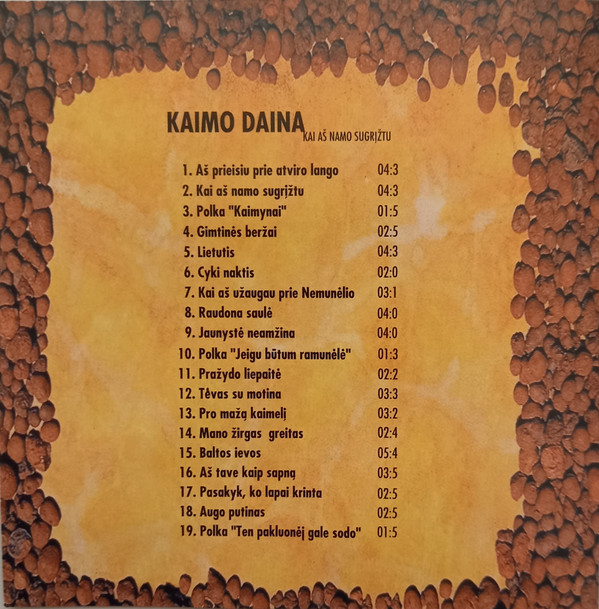 KAIMO DAINA
KAI AŠ NAMO SUGRĮŽTU
1. Aš prieisiu prie atviro lango 04:3
2. Kai aš namo sugrįžtu 04:3
3. Polka "Kaimynai" 01:5
4. Gimtinės beržai 02:5
5. Lietutis 04:3
6. Cyki naktis 02:0
7. Kai aš užaugau prie Nemunėlio 03:1
8. Raudona saulė 04:0
9. Jaunystė neamžina 04:0
10. Polka "Jeigu būtum ramunėlė" 01:3
11. Pražydo liepaitė 02:2
12. Tėvas su motina 03:3
13. Pro mažą kaimelį 03:2
14. Mano žirgas greitas 02:4
15. Baltos ievos 05:4
16. Aš tave kaip sapną 03:5
17. Pasakyk, ko lapai krinta 02:5
18. Augo putinas 02:5
19. Polka "Ten pakluonėj gale sodo" 01:5